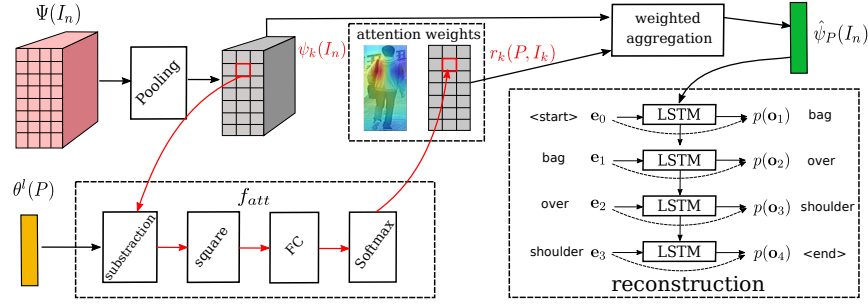 Ψ(I_n)
Pooling
ψ_k(I_n)
attention weights
r_k(P, I_k)
weighted
aggregation
ψ̂_P(I_n)
θ^l(P)
f_att
substraction
square
FC
Softmax
<start> e_0 LSTM p(o_1) bag
bag e_1 LSTM p(o_2) over
over e_2 LSTM p(o_3) shoulder
shoulder e_3 LSTM p(o_4) <end>
reconstruction